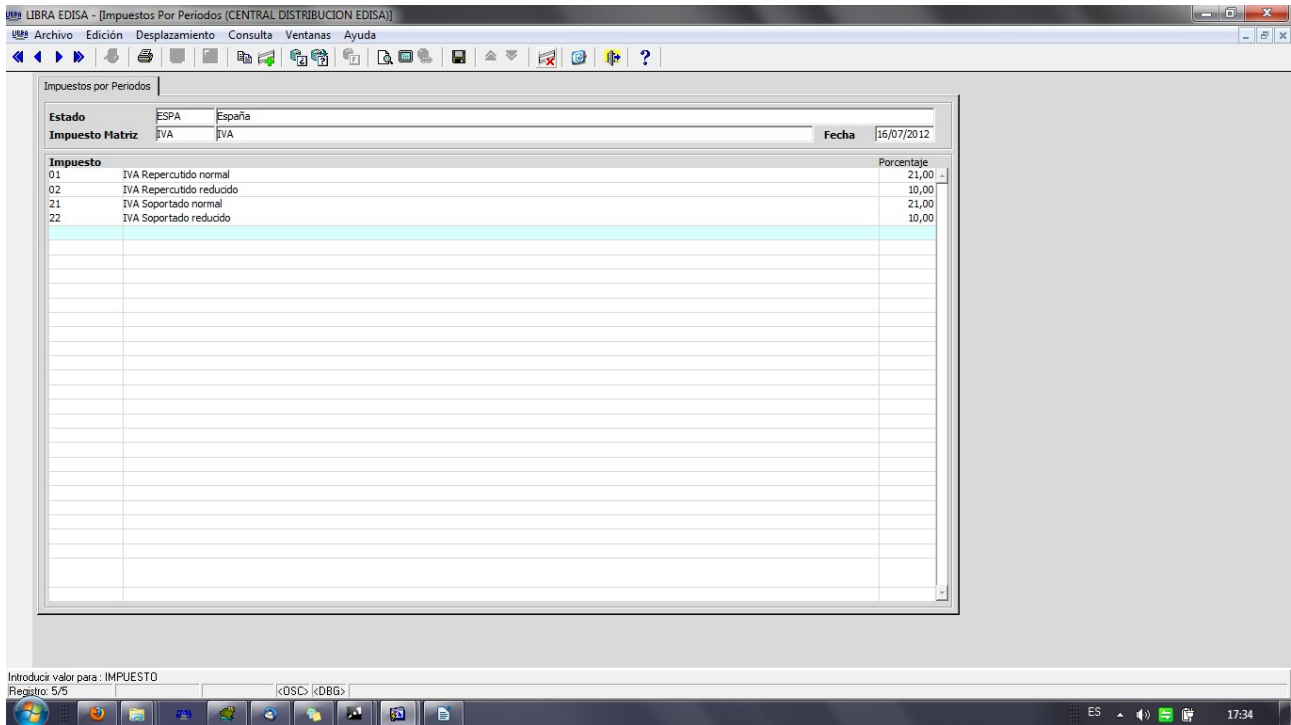 LIBRA EDISA - [Impuestos Por Periodos (CENTRAL DISTRIBUCION EDISA)]
Archivo Edición Desplazamiento Consulta Ventanas Ayuda
Impuestos por Periodos
Estado ESPA España
Impuesto Matriz IVA IVA Fecha 16/07/2012
Impuesto Porcentaje
01 IVA Repercutido normal 21,00
02 IVA Repercutido reducido 10,00
21 IVA Soportado normal 21,00
22 IVA Soportado reducido 10,00
Introducir valor para : IMPUESTO
Registro: 5/5 <OSC> <DBG>
ES 17:34